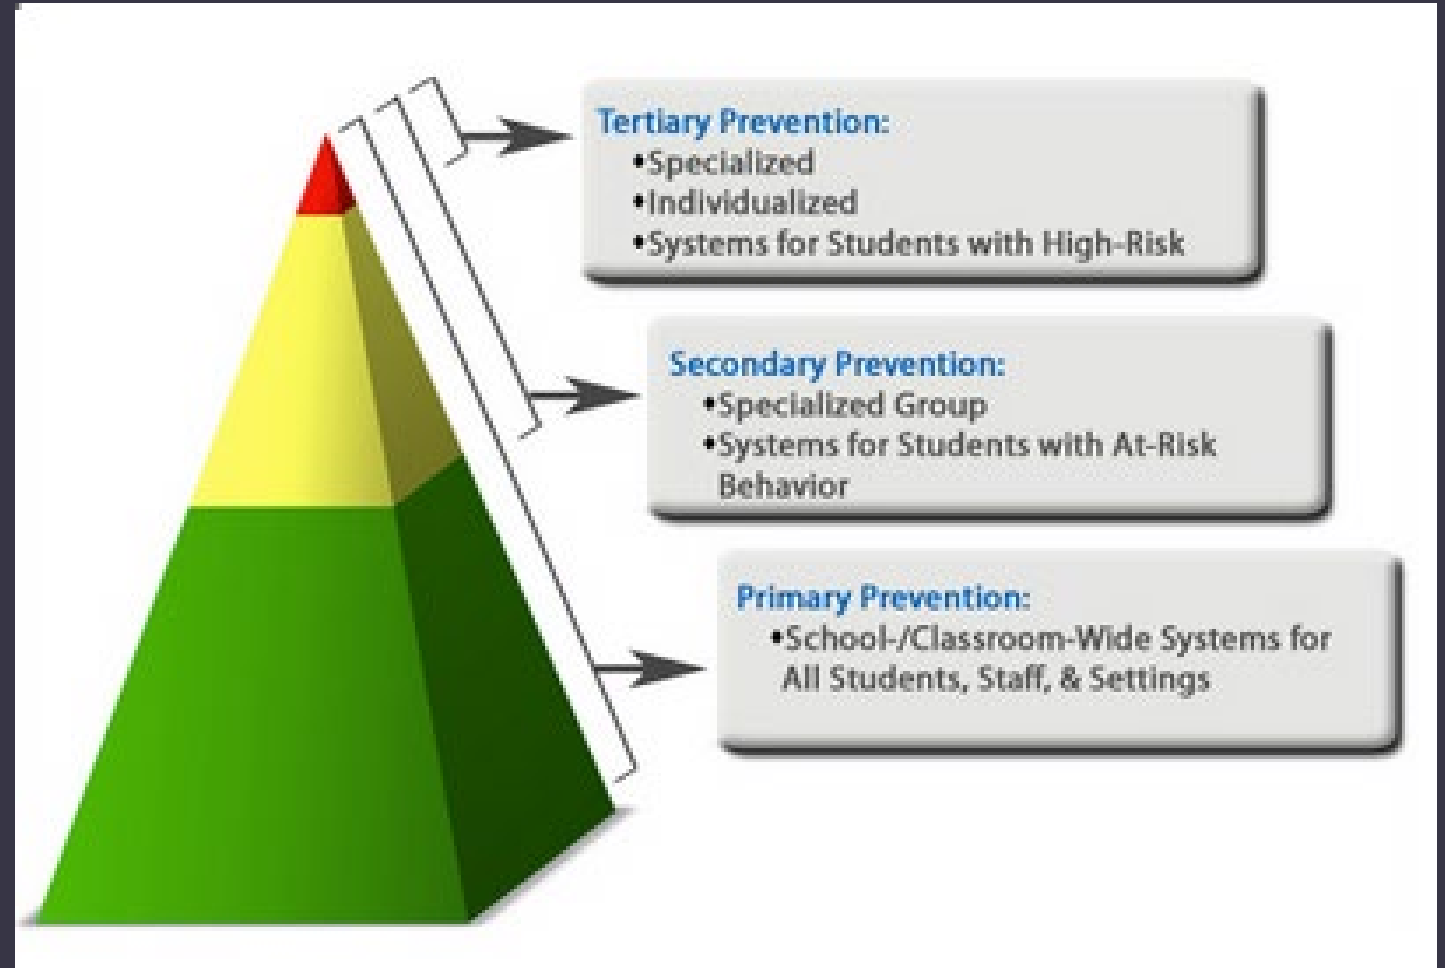 Tertiary Prevention:
•Specialized
•Individualized
•Systems for Students with High-Risk
Secondary Prevention:
•Specialized Group
•Systems for Students with At-Risk
Behavior
Primary Prevention:
•School-/Classroom-Wide Systems for
All Students, Staff, & Settings